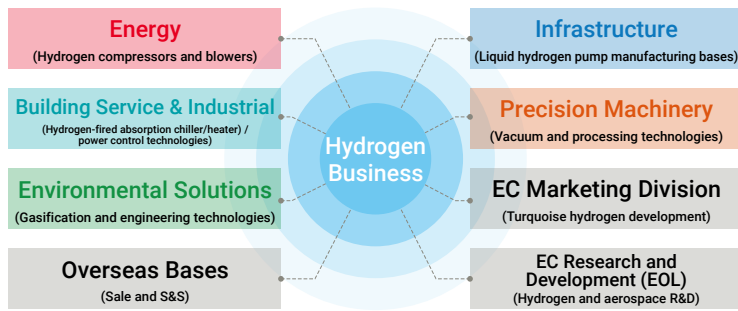 Energy
(Hydrogen compressors and blowers)
Building Service & Industrial
(Hydrogen-fired absorption chiller/heater) /
power control technologies)
Environmental Solutions
(Gasification and engineering technologies)
Overseas Bases
(Sale and S&S)
Hydrogen
Business
Infrastructure
(Liquid hydrogen pump manufacturing bases)
Precision Machinery
(Vacuum and processing technologies)
EC Marketing Division
(Turquoise hydrogen development)
EC Research and
Development (EOL)
(Hydrogen and aerospace R&D)